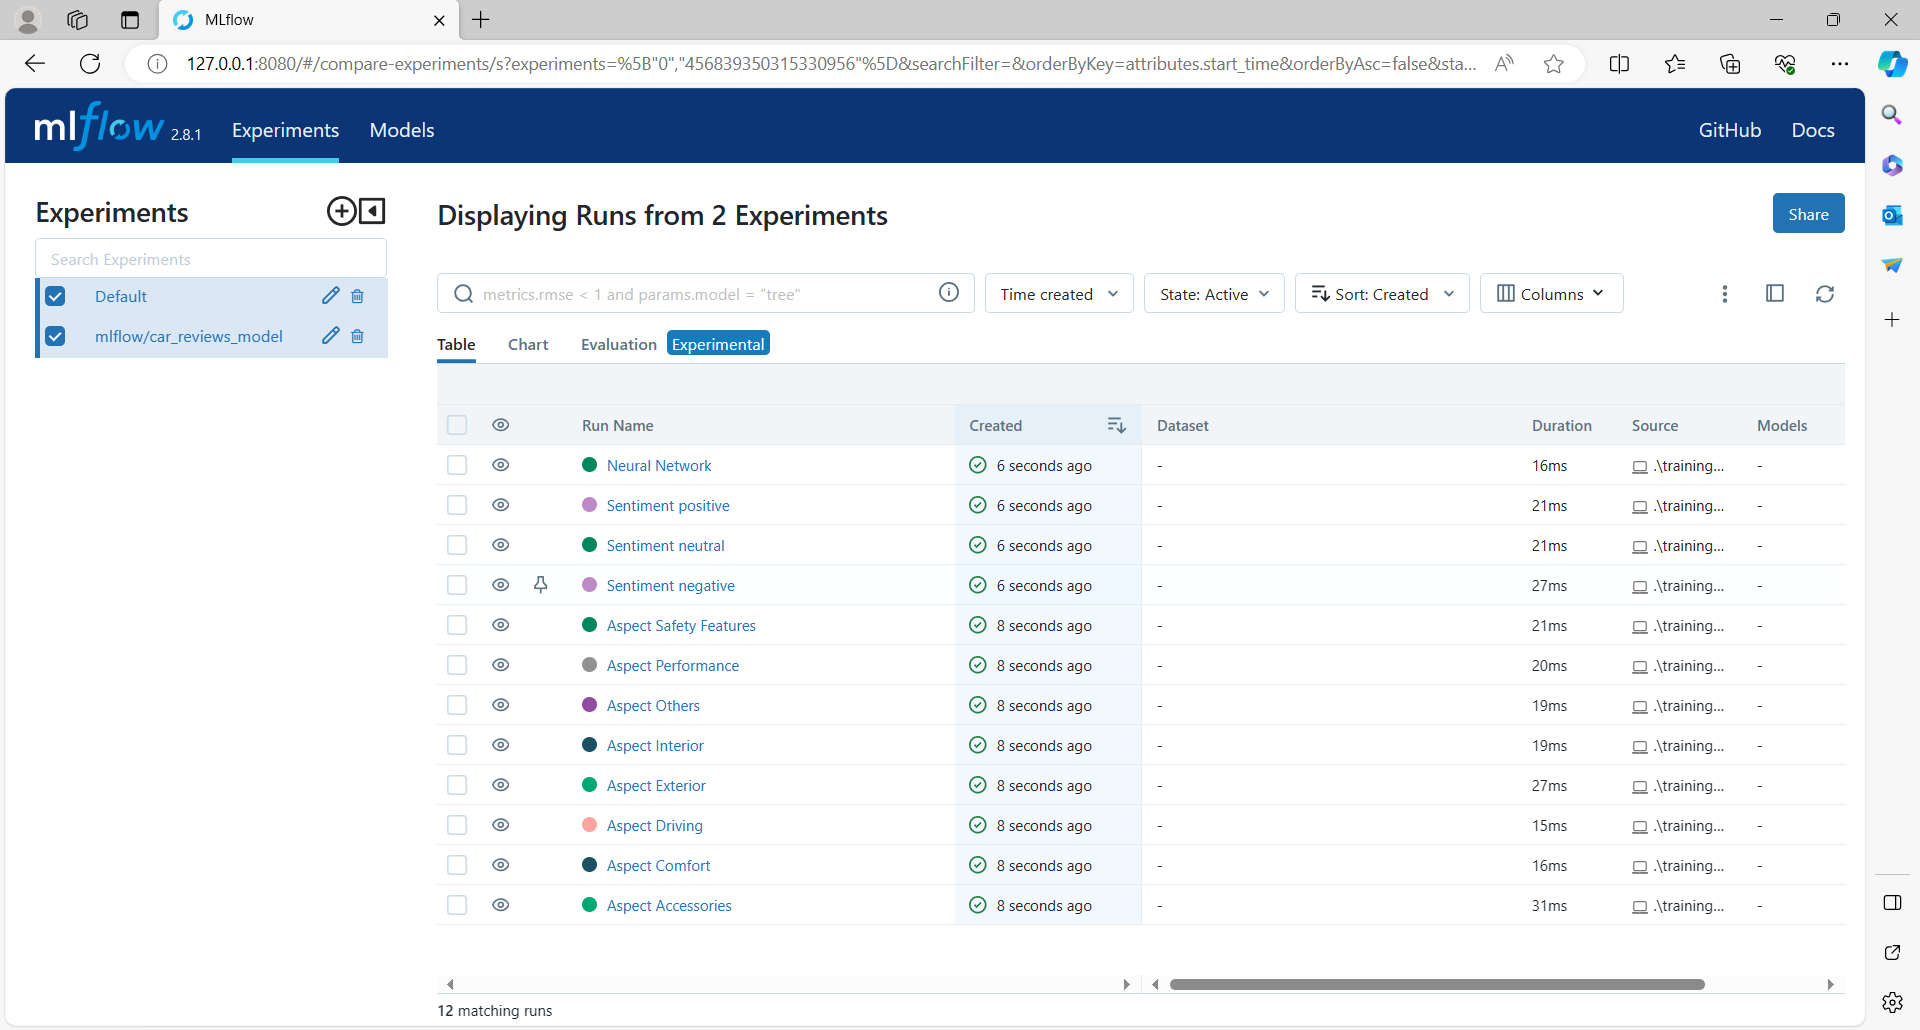 MLflow
127.0.0.1:8080/#/compare-experiments/s?experiments=%5B"0","456839350315330956"%5D&searchFilter=&orderByKey=attributes.start_time&orderByAsc=false&sta...
mlflow 2.8.1 Experiments Models GitHub Docs
Experiments
Search Experiments
Default
mlflow/car_reviews_model
Displaying Runs from 2 Experiments Share
metrics.rmse < 1 and params.model = "tree" Time created State: Active Sort: Created Columns
Table Chart Evaluation Experimental
Run Name Created Dataset Duration Source Models
Neural Network 6 seconds ago - 16ms .\training... -
Sentiment positive 6 seconds ago - 21ms .\training... -
Sentiment neutral 6 seconds ago - 21ms .\training... -
Sentiment negative 6 seconds ago - 27ms .\training... -
Aspect Safety Features 8 seconds ago - 21ms .\training... -
Aspect Performance 8 seconds ago - 20ms .\training... -
Aspect Others 8 seconds ago - 19ms .\training... -
Aspect Interior 8 seconds ago - 19ms .\training... -
Aspect Exterior 8 seconds ago - 27ms .\training... -
Aspect Driving 8 seconds ago - 15ms .\training... -
Aspect Comfort 8 seconds ago - 16ms .\training... -
Aspect Accessories 8 seconds ago - 31ms .\training... -
12 matching runs